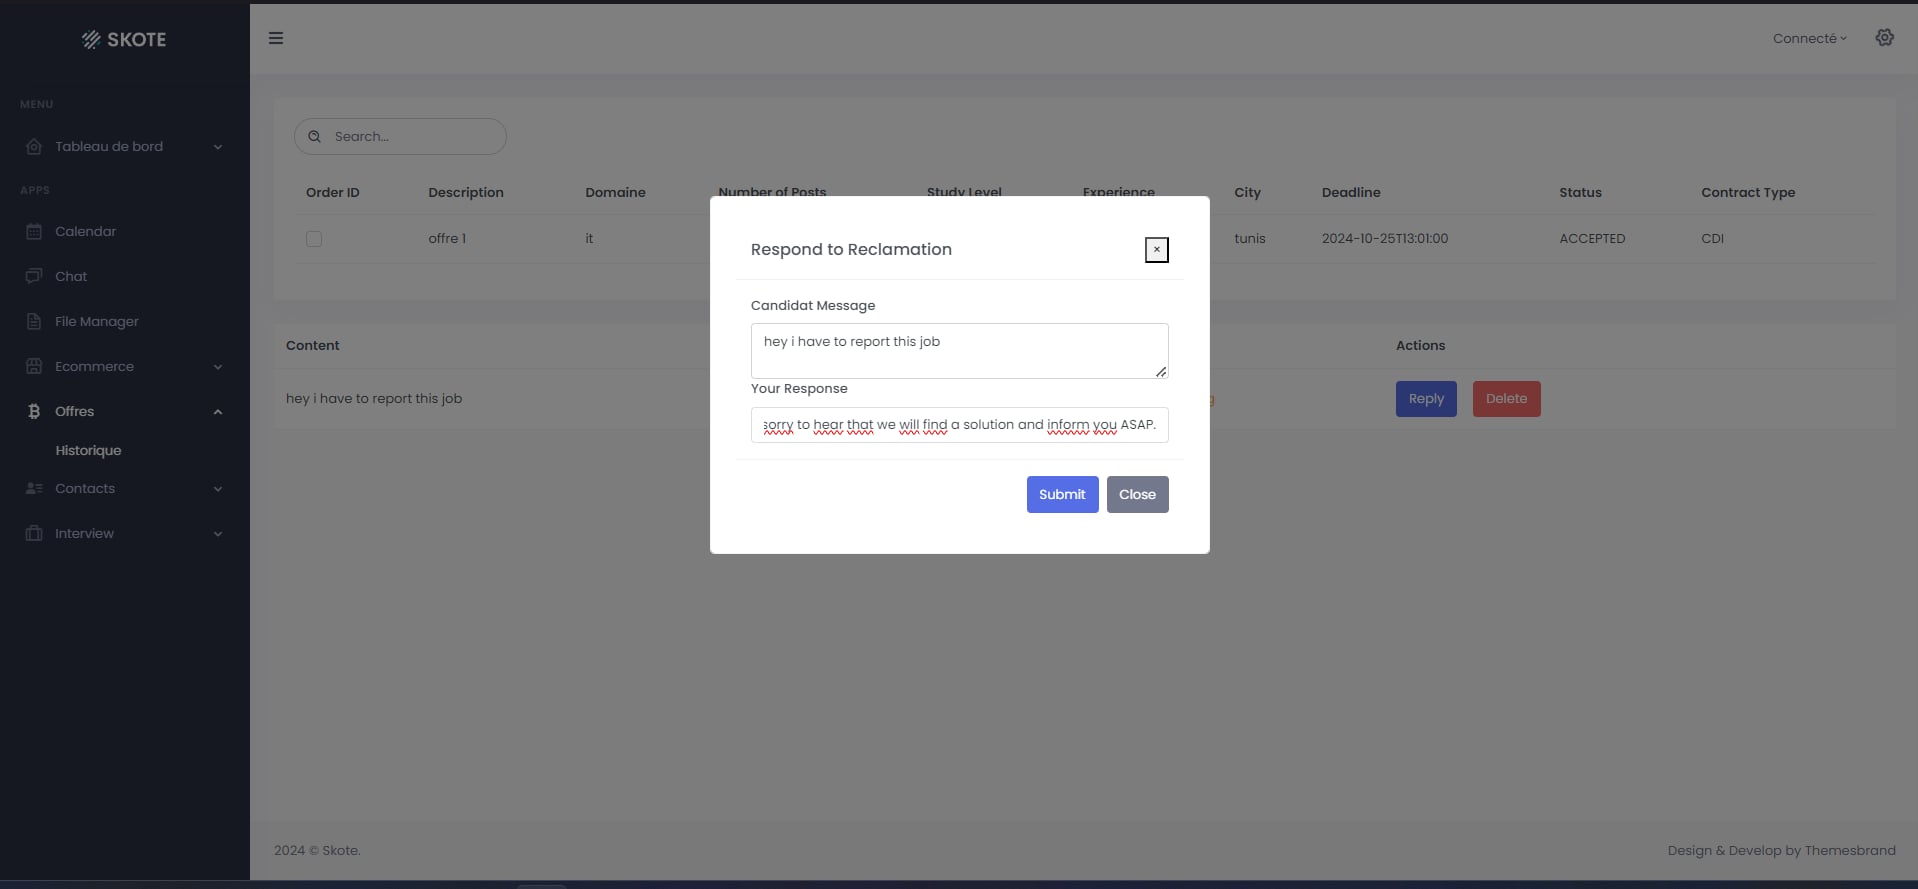 SKOTE
Connecté
MENU
Search...
Tableau de bord
APPS
Order ID Description Domaine Number of Posts Study Level Experience City Deadline Status Contract Type
Calendar
offre 1 it tunis 2024-10-25T13:01:00 ACCEPTED CDI
Respond to Reclamation
×
Chat
Candidat Message
File Manager
hey i have to report this job
Content Actions
Ecommerce
Your Response
hey i have to report this job Reply Delete
Offres
sorry to hear that we will find a solution and inform you ASAP.
Historique
Contacts
Submit Close
Interview
2024 © Skote. Design & Develop by Themesbrand